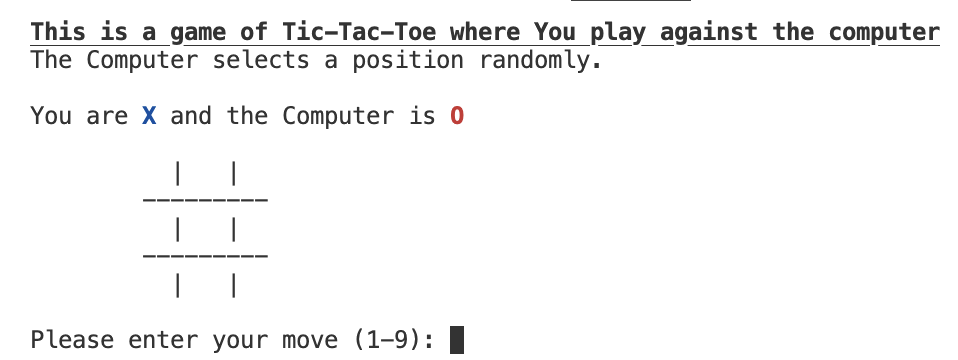 This is a game of Tic-Tac-Toe where You play against the computer
The Computer selects a position randomly.
You are X and the Computer is O
|   |
---------
|   |
---------
|   |
Please enter your move (1-9):